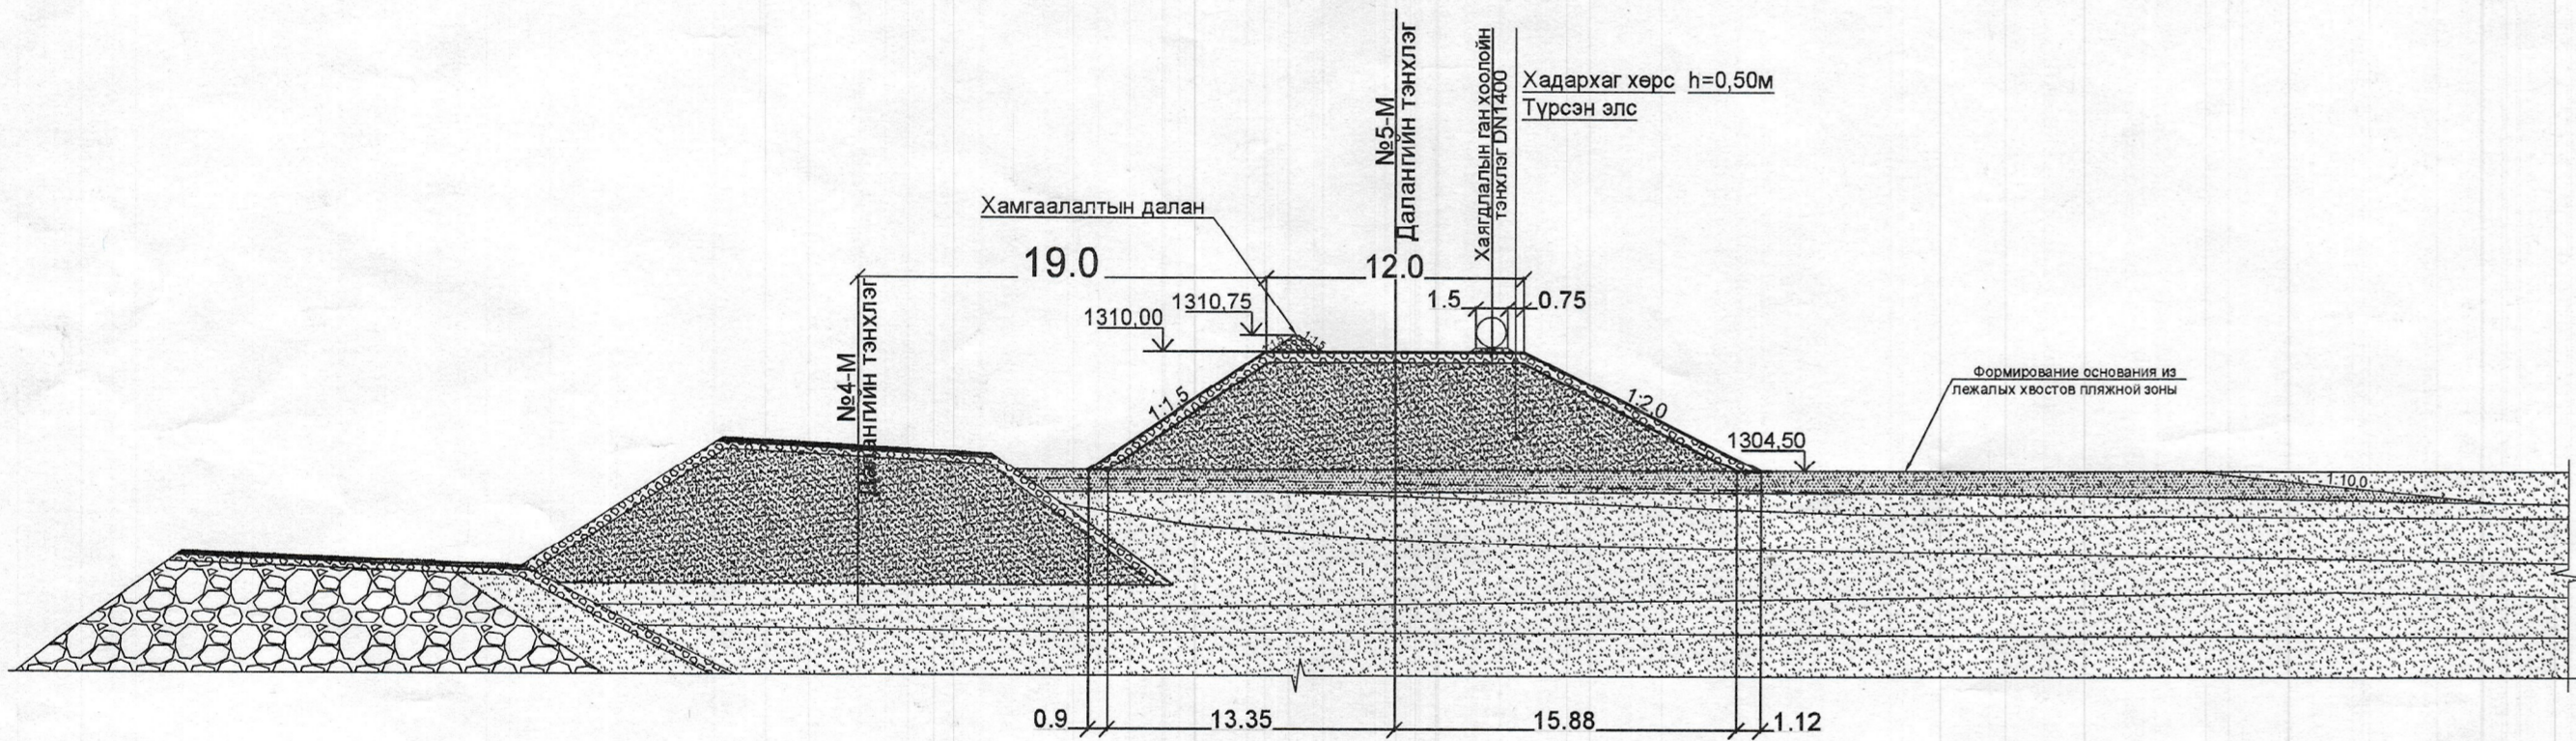 №5-М
Далангийн тэнхлэг
Хаягдлалын ган хоолойн
тэнхлэг DN1400
Хадархаг хөрс h=0,50м
Түрсэн элс
Хамгаалалтын далан
19.0
12.0
1310,75
1310,00
1.5
0.75
№4-М
Далангийн тэнхлэг
1:1.5
1:1.5
1:2.0
1304,50
Формирование основания из
лежалых хвостов пляжной зоны
1:10.0
0.9
13.35
15.88
1.12